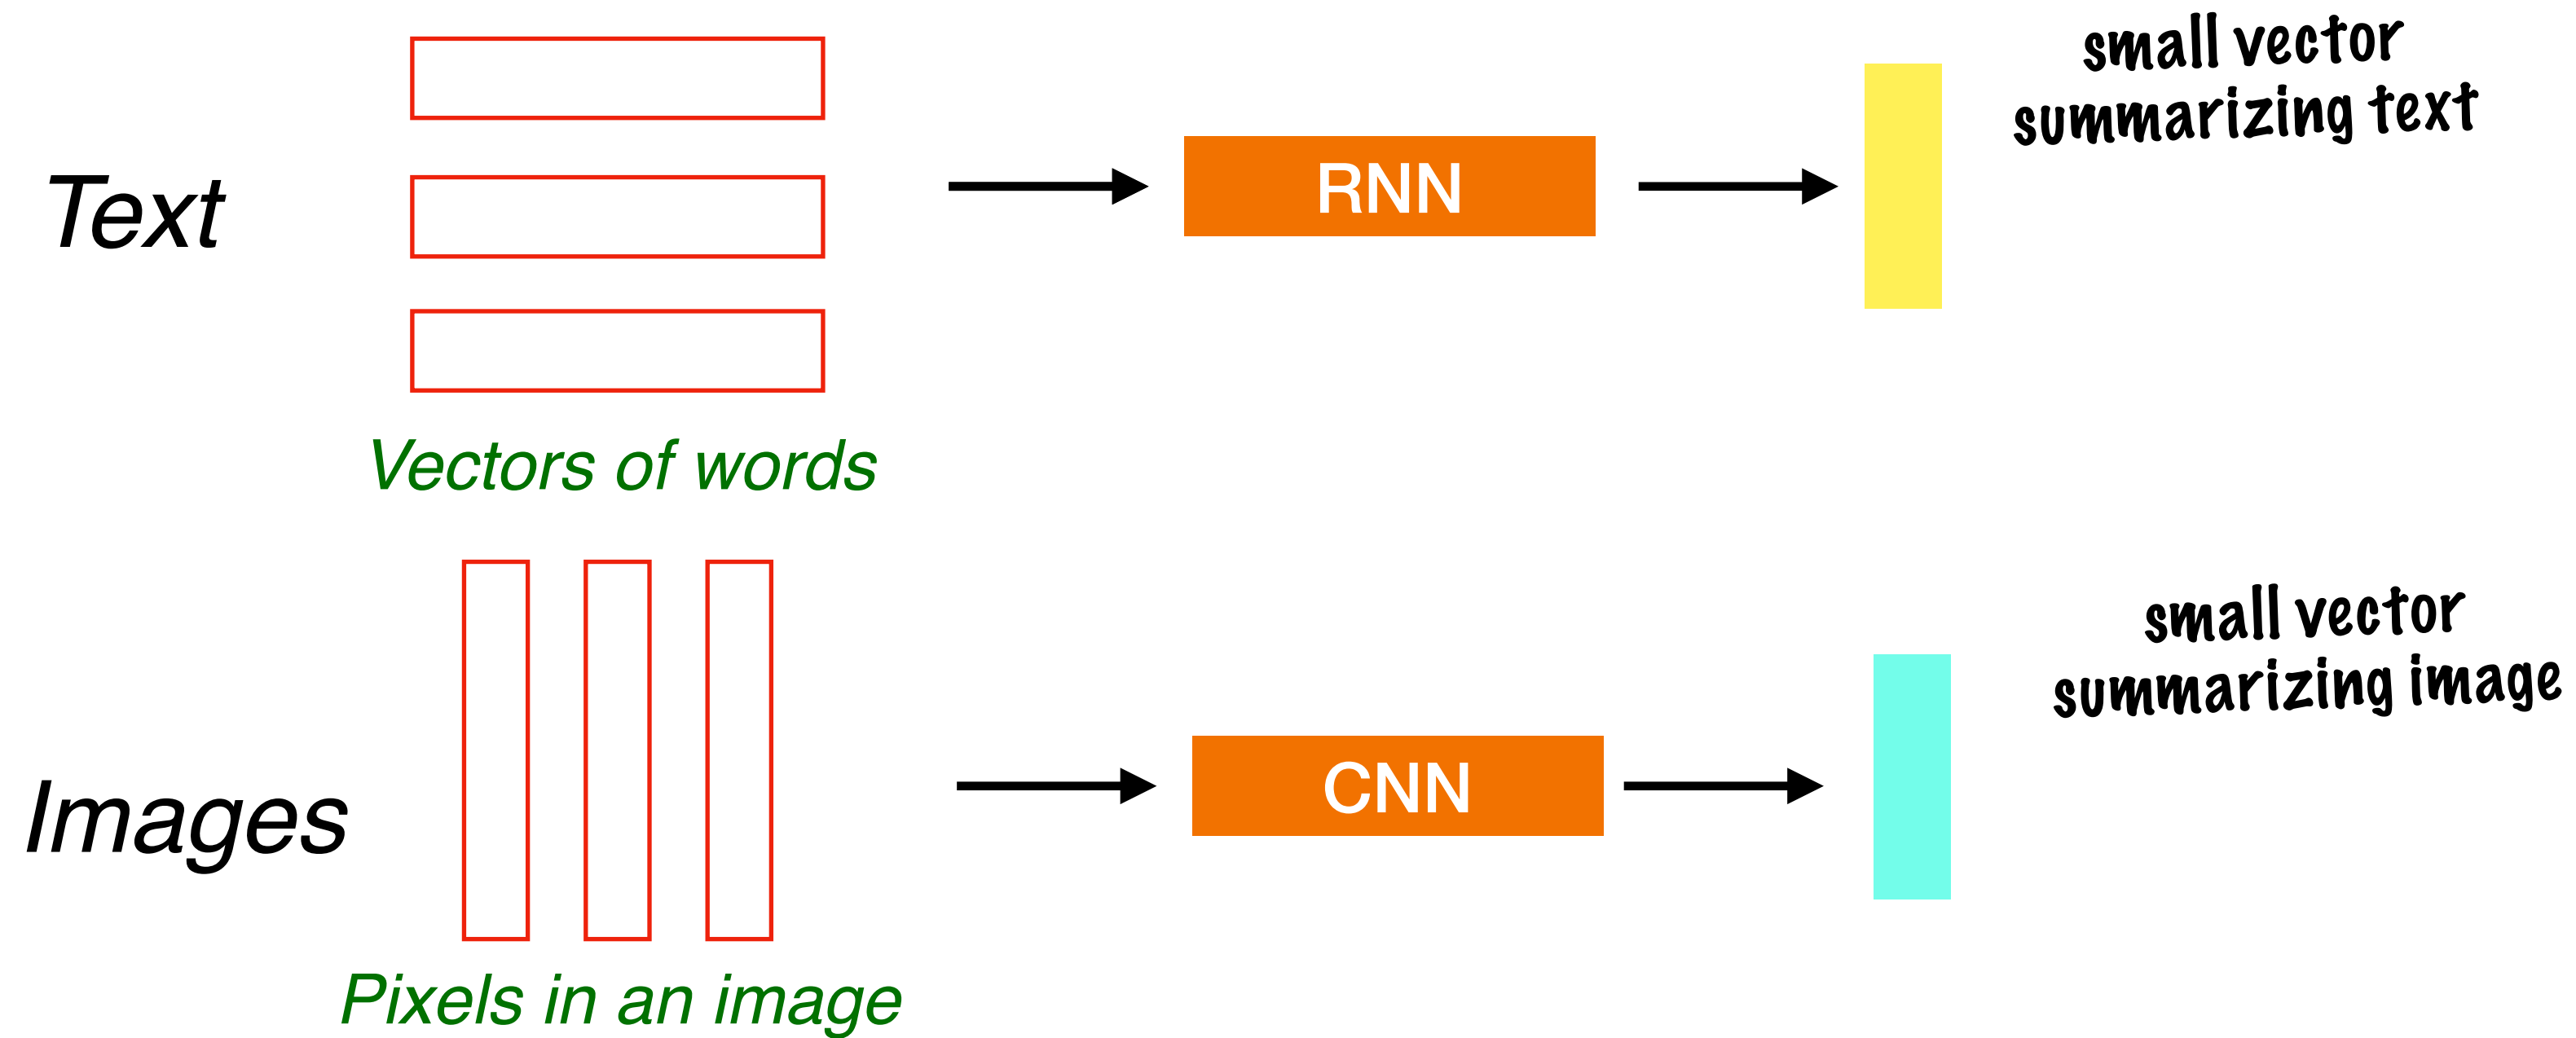 Text
Vectors of words
RNN
small vector
summarizing text
Images
Pixels in an image
CNN
small vector
summarizing image